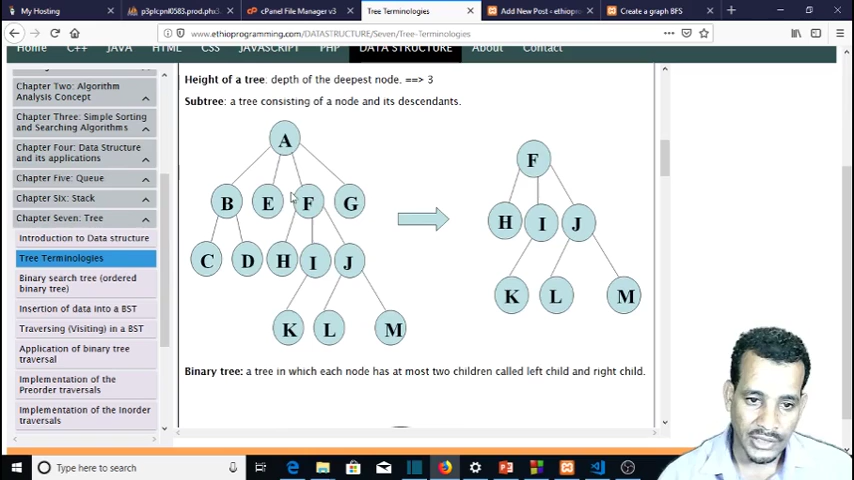 My Hosting
p3plcpnl0583.prod.phx3
cPanel File Manager v3
Tree Terminologies
Add New Post - ethioprog
Create a graph BFS
www.ethioprogramming.com/DATASTRUCTURE/Seven/Tree-Terminologies
Home C++ JAVA HTML CSS JAVASCRIPT PHP DATA STRUCTURE About Contact
Chapter Two: Algorithm
Analysis Concept
Chapter Three: Simple Sorting
and Searching Algorithms
Chapter Four: Data Structure
and its applications
Chapter Five: Queue
Chapter Six: Stack
Chapter Seven: Tree
Introduction to Data structure
Tree Terminologies
Binary search tree (ordered
binary tree)
Insertion of data into a BST
Traversing (Visiting) in a BST
Application of binary tree
traversal
Implementation of the
Preorder traversals
Implementation of the Inorder
traversals
Height of a tree: depth of the deepest node. ==> 3
Subtree: a tree consisting of a node and its descendants.
A
B E F G
C D H I J
K L M
F
H I J
K L M
Binary tree: a tree in which each node has at most two children called left child and right child.
Type here to search